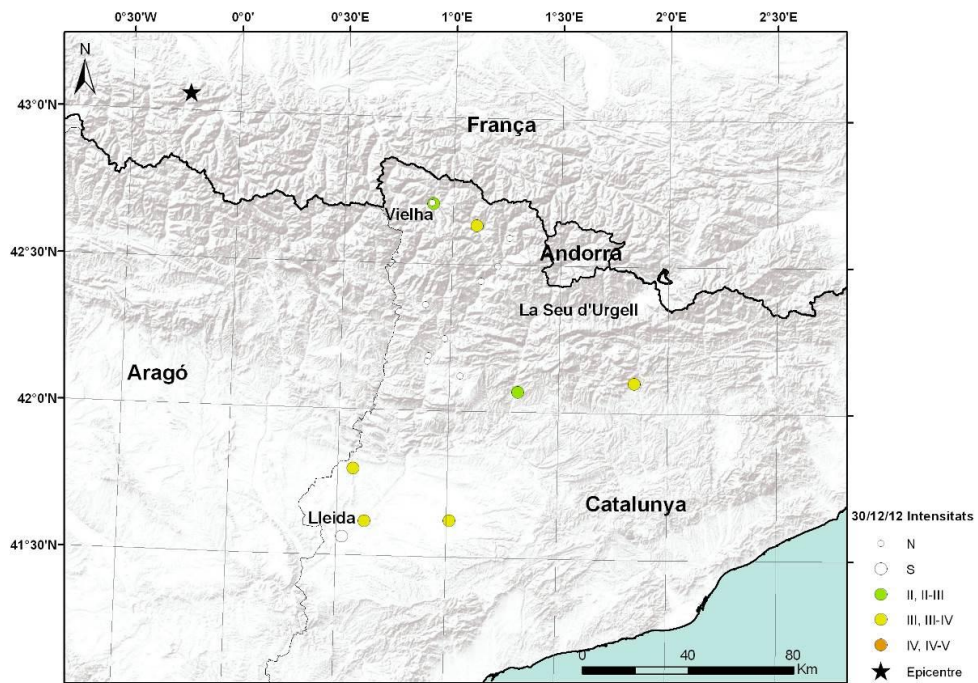 0°30'W 0°0' 0°30'E 1°0'E 1°30'E 2°0'E 2°30'E
N
43°0'N
França
Vielha
42°30'N
Andorra
La Seu d'Urgell
Aragó
42°0'N
Catalunya
Lleida
41°30'N
30/12/12 Intensitats
N
S
II, II-III
III, III-IV
IV, IV-V
Epicentre
0 40 80
Km